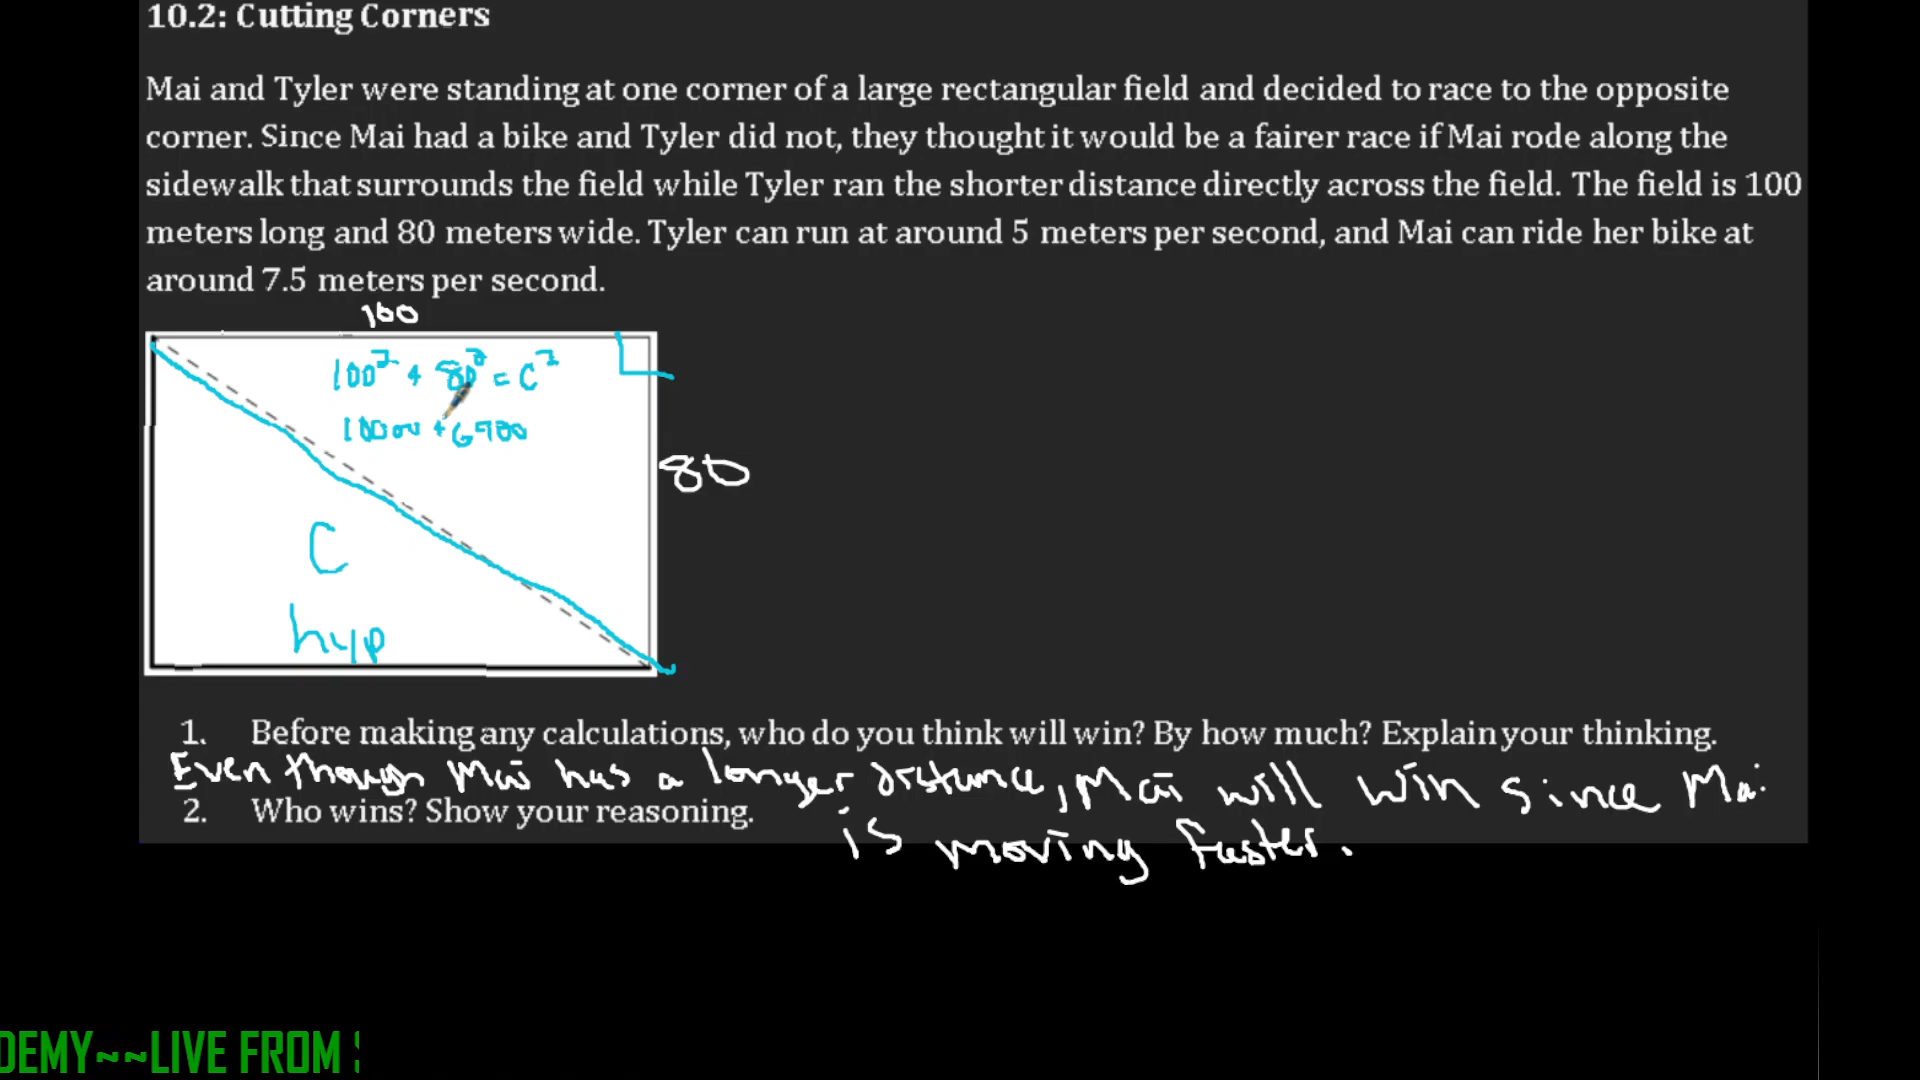 10.2: Cutting Corners
Mai and Tyler were standing at one corner of a large rectangular field and decided to race to the opposite
corner. Since Mai had a bike and Tyler did not, they thought it would be a fairer race if Mai rode along the
sidewalk that surrounds the field while Tyler ran the shorter distance directly across the field. The field is 100
meters long and 80 meters wide. Tyler can run at around 5 meters per second, and Mai can ride her bike at
around 7.5 meters per second.
100
100² + 80² = C²
10000 + 6400
80
C
hyp
1. Before making any calculations, who do you think will win? By how much? Explain your thinking.
Even though Mai has a longer distance, Mai will win since Mai
2. Who wins? Show your reasoning.
is moving faster.
DEMY~~LIVE FROM